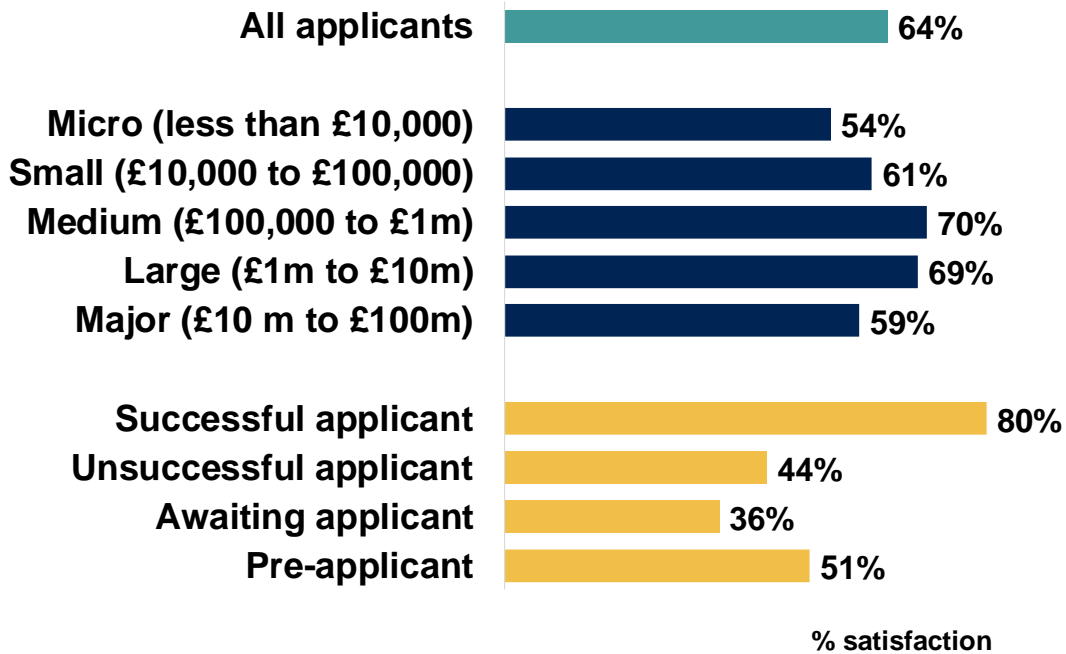 All applicants 64%
Micro (less than £10,000) 54%
Small (£10,000 to £100,000) 61%
Medium (£100,000 to £1m) 70%
Large (£1m to £10m) 69%
Major (£10 m to £100m) 59%
Successful applicant 80%
Unsuccessful applicant 44%
Awaiting applicant 36%
Pre-applicant 51%
% satisfaction